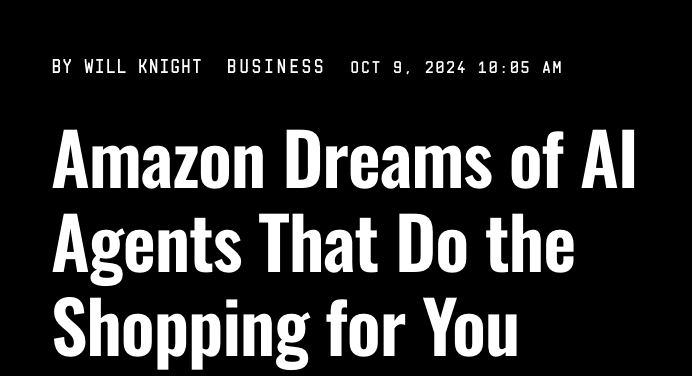 BY WILL KNIGHT BUSINESS OCT 9, 2024 10:05 AM
Amazon Dreams of AI
Agents That Do the
Shopping for You